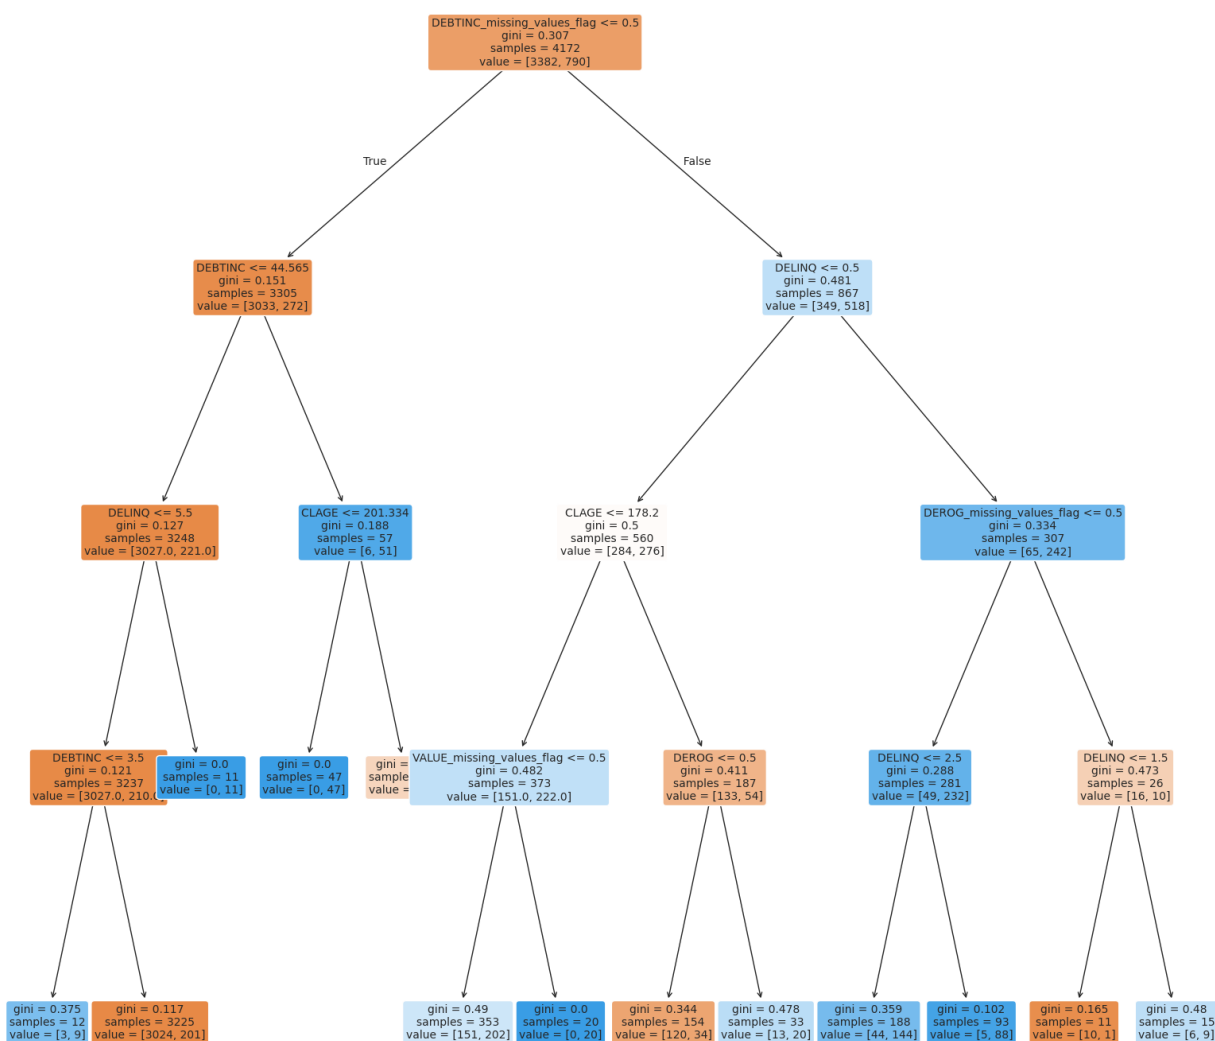 DEBTINC_missing_values_flag <= 0.5
gini = 0.307
samples = 4172
value = [3382, 790]
True
False
DEBTINC <= 44.565
gini = 0.151
samples = 3305
value = [3033, 272]
DELINQ <= 0.5
gini = 0.481
samples = 867
value = [349, 518]
DELINQ <= 5.5
gini = 0.127
samples = 3248
value = [3027.0, 221.0]
CLAGE <= 201.334
gini = 0.188
samples = 57
value = [6, 51]
CLAGE <= 178.2
gini = 0.5
samples = 560
value = [284, 276]
DEROG_missing_values_flag <= 0.5
gini = 0.334
samples = 307
value = [65, 242]
DEBTINC <= 3.5
gini = 0.121
samples = 3237
value = [3027.0, 210.0
gini = 0.0
samples = 11
value = [0, 11]
gini = 0.0
samples = 47
value = [0, 47]
gini =
sample
value =
VALUE_missing_values_flag <= 0.5
gini = 0.482
samples = 373
value = [151.0, 222.0]
DEROG <= 0.5
gini = 0.411
samples = 187
value = [133, 54]
DELINQ <= 2.5
gini = 0.288
samples = 281
value = [49, 232]
DELINQ <= 1.5
gini = 0.473
samples = 26
value = [16, 10]
gini = 0.375
samples = 12
value = [3, 9]
gini = 0.117
samples = 3225
value = [3024, 201]
gini = 0.49
samples = 353
value = [151, 202]
gini = 0.0
samples = 20
value = [0, 20]
gini = 0.344
samples = 154
value = [120, 34]
gini = 0.478
samples = 33
value = [13, 20]
gini = 0.359
samples = 188
value = [44, 144]
gini = 0.102
samples = 93
value = [5, 88]
gini = 0.165
samples = 11
value = [10, 1]
gini = 0.48
samples = 15
value = [6, 9]